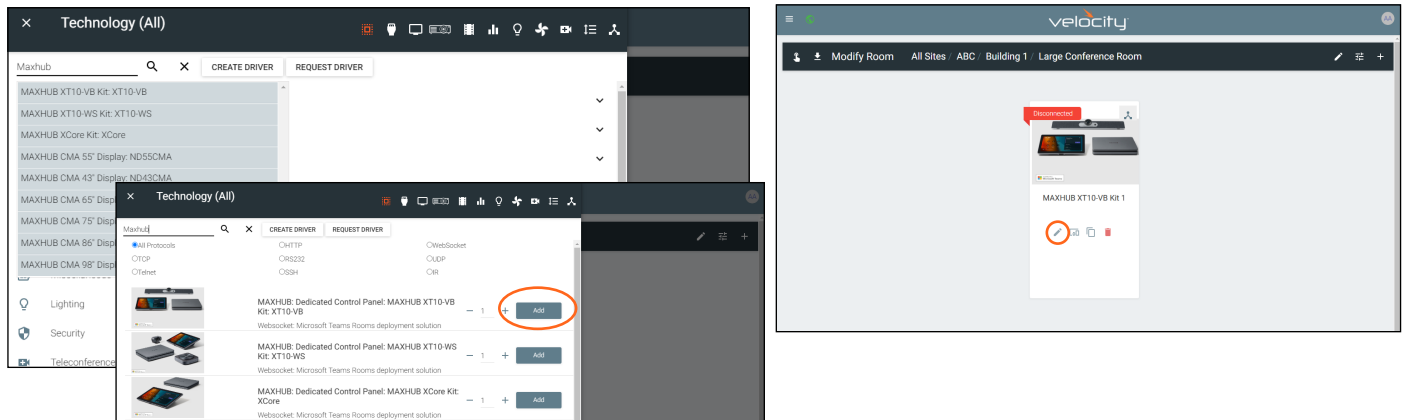 Technology (All)
Maxhub
CREATE DRIVER
REQUEST DRIVER
MAXHUB XT10-VB Kit: XT10-VB
MAXHUB XT10-WS Kit: XT10-WS
MAXHUB XCore Kit: XCore
MAXHUB CMA 55" Display: ND55CMA
MAXHUB CMA 43" Display: ND43CMA
MAXHUB CMA 65" Disp
MAXHUB CMA 75" Disp
MAXHUB CMA 86" Disp
MAXHUB CMA 98" Disp
Lighting
Security
Teleconference
Technology (All)
AA
Maxhub
CREATE DRIVER
REQUEST DRIVER
All Protocols
HTTP
WebSocket
TCP
RS232
UDP
Telnet
SSH
IR
MAXHUB: Dedicated Control Panel: MAXHUB XT10-VB
Kit: XT10-VB
1
Add
Websocket: Microsoft Teams Rooms deployment solution
MAXHUB: Dedicated Control Panel: MAXHUB XT10-WS
Kit: XT10-WS
1
Add
Websocket: Microsoft Teams Rooms deployment solution
MAXHUB: Dedicated Control Panel: MAXHUB XCore Kit:
XCore
1
Add
Websocket: Microsoft Teams Rooms deployment solution
velocity
AA
Modify Room
All Sites / ABC / Building 1 / Large Conference Room
Disconnected
MAXHUB XT10-VB Kit 1